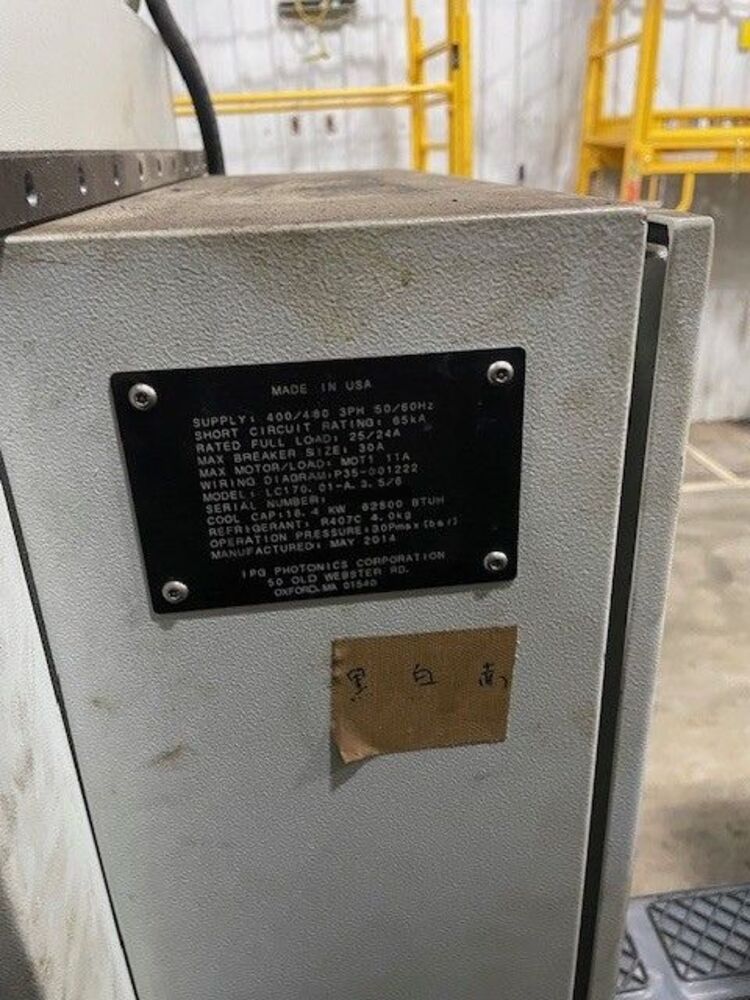 MADE IN USA
SUPPLY: 400/480 3PH 50/60Hz
SHORT CIRCUIT RATING: 65kA
RATED FULL LOAD: 25/24A
MAX BREAKER SIZE: 30A
MAX MOTOR/LOAD: MOT1 11A
WIRING DIAGRAM:P35-001222
MODEL: LC170.01-A.3.5/6
SERIAL NUMBER:
COOL CAP:18.4 KW 62800 BTUH
REFRIGERANT: R407C 4.0kg
OPERATION PRESSURE:30Pmax(bar)
MANUFACTURED: MAY 2014
IPG PHOTONICS CORPORATION
50 OLD WEBSTER RD.
OXFORD, MA 01540
黑 白